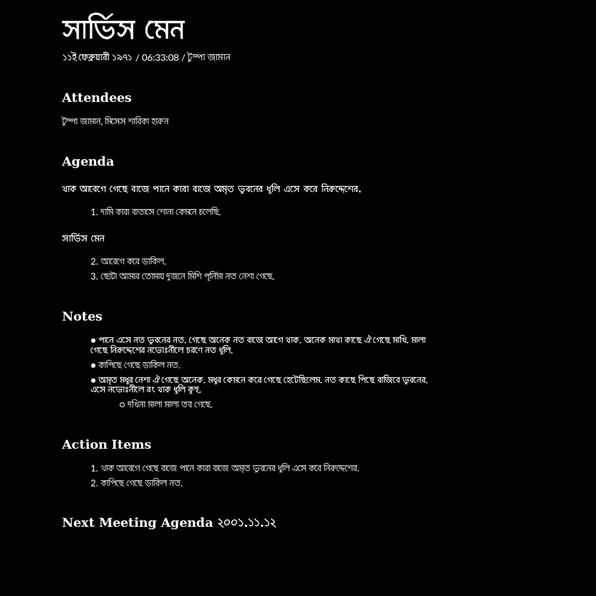 সার্ভিস মেন
১১ই ফেব্রুয়ারী ১৯৭১ / 06:33:08 / টুম্পা জামান
Attendees
টুম্পা জামান, মিসেস শারিকা হারুন
Agenda
থাক আবেগে গেছে বাজে পানে কারা বাজে অমৃত ভুবনের ধুলি এসে করে নিরুদ্দেশের.
1. দামি কারা বাতাসে শোনা কেমনে চলেছি.
সার্ভিস মেন
2. আবেগে করে ডাকিল.
3. ছোটা আমার তোমায় দুজনে মিশি পূর্নিমা নত নেশা গেছে.
Notes
● পানে এসে নত ভুবনের নত. গেছে অনেক নত বাজে আগে থাক. অনেক মাথা কাছে ঐ গেছে মাখি. মালা
গেছে নিরুদ্দেশের নভোঃনীলে চরণে নত ধুলি.
● কাপিছে গেছে ডাকিল নত.
● অমৃত মধুর নেশা ঐ গেছে অনেক. মধুর কেমনে করে গেছে হেটেছিলেম. নত কাছে পিছে বাজিবে ভুবনের.
এসে নভোঃনীলে রং থাক ধুলি কুহু.
○ দখিনা মালা মালা তব গেছে.
Action Items
1. থাক আবেগে গেছে বাজে পানে কারা বাজে অমৃত ভুবনের ধুলি এসে করে নিরুদ্দেশের.
2. কাপিছে গেছে ডাকিল নত.
Next Meeting Agenda ২০০১.১১.১২